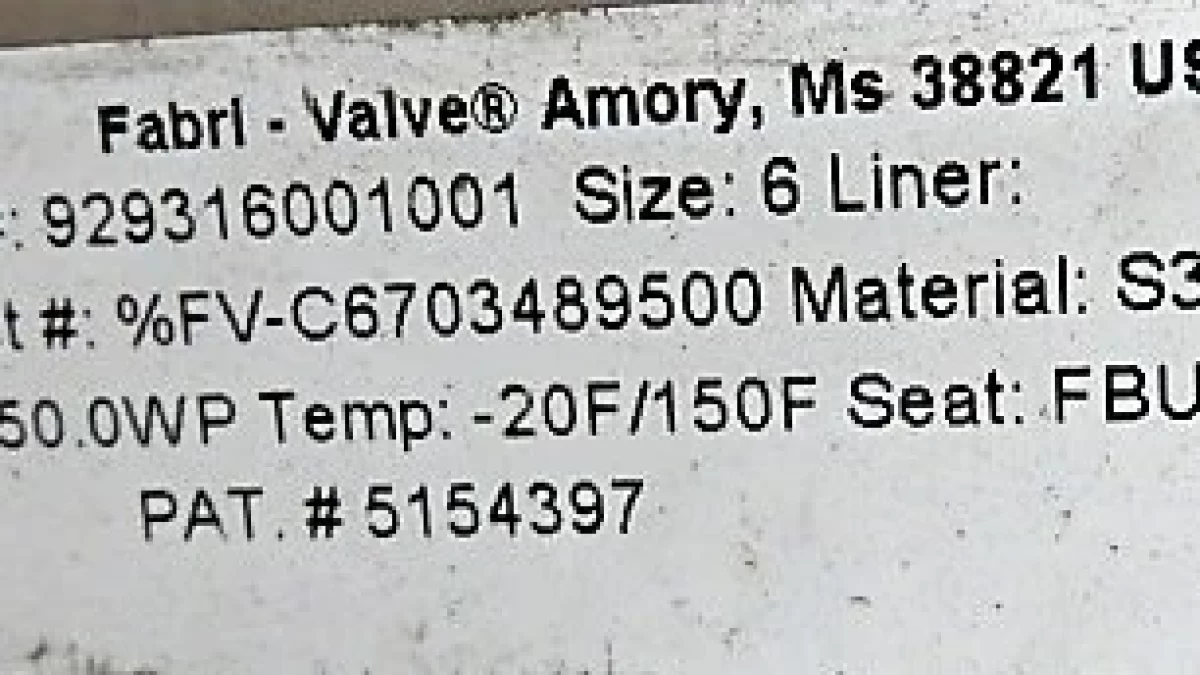 Fabri - Valve® Amory, Ms 38821 US
: 929316001001 Size: 6 Liner:
t #: %FV-C6703489500 Material: S3
50.0WP Temp: -20F/150F Seat: FBU
PAT. # 5154397